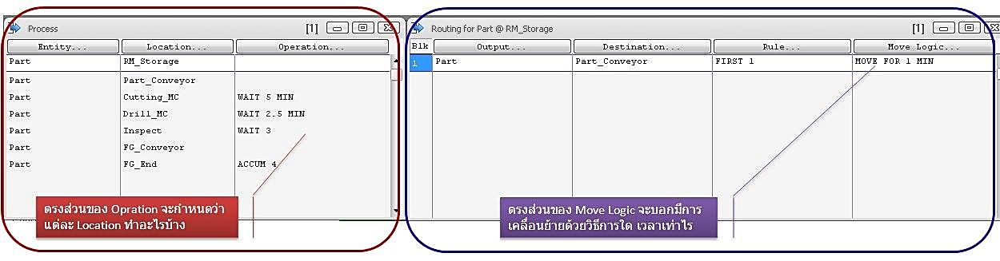 Process [1]
Entity... Location... Operation...
Part RM_Storage
Part Part_Conveyor
Part Cutting_MC WAIT 5 MIN
Part Drill_MC WAIT 2.5 MIN
Part Inspect WAIT 3
Part FG_Conveyor
Part FG_End ACCUM 4
ตรงส่วนของ Opration จะกำหนดว่า
แต่ละ Location ทำอะไรบ้าง
Routing for Part @ RM_Storage [1]
Blk Output... Destination... Rule... Move Logic...
1 Part Part_Conveyor FIRST 1 MOVE FOR 1 MIN
ตรงส่วนของ Move Logic จะบอกมีการ
เคลื่อนย้ายด้วยวิธีการใด เวลาเท่าไร